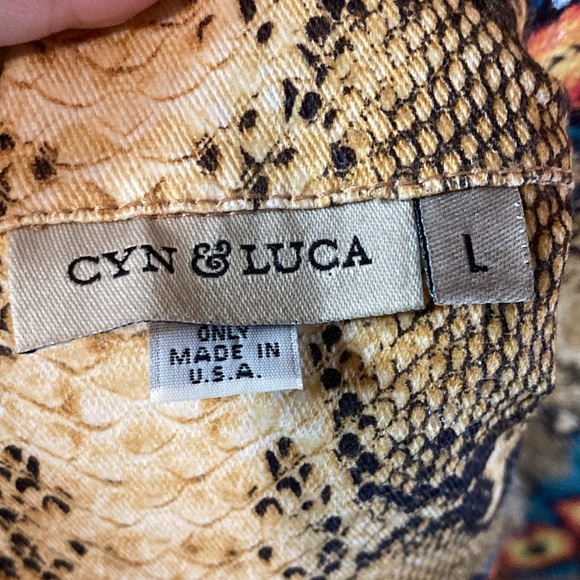 CYN & LUCA
L
ONLY
MADE IN
U.S.A.